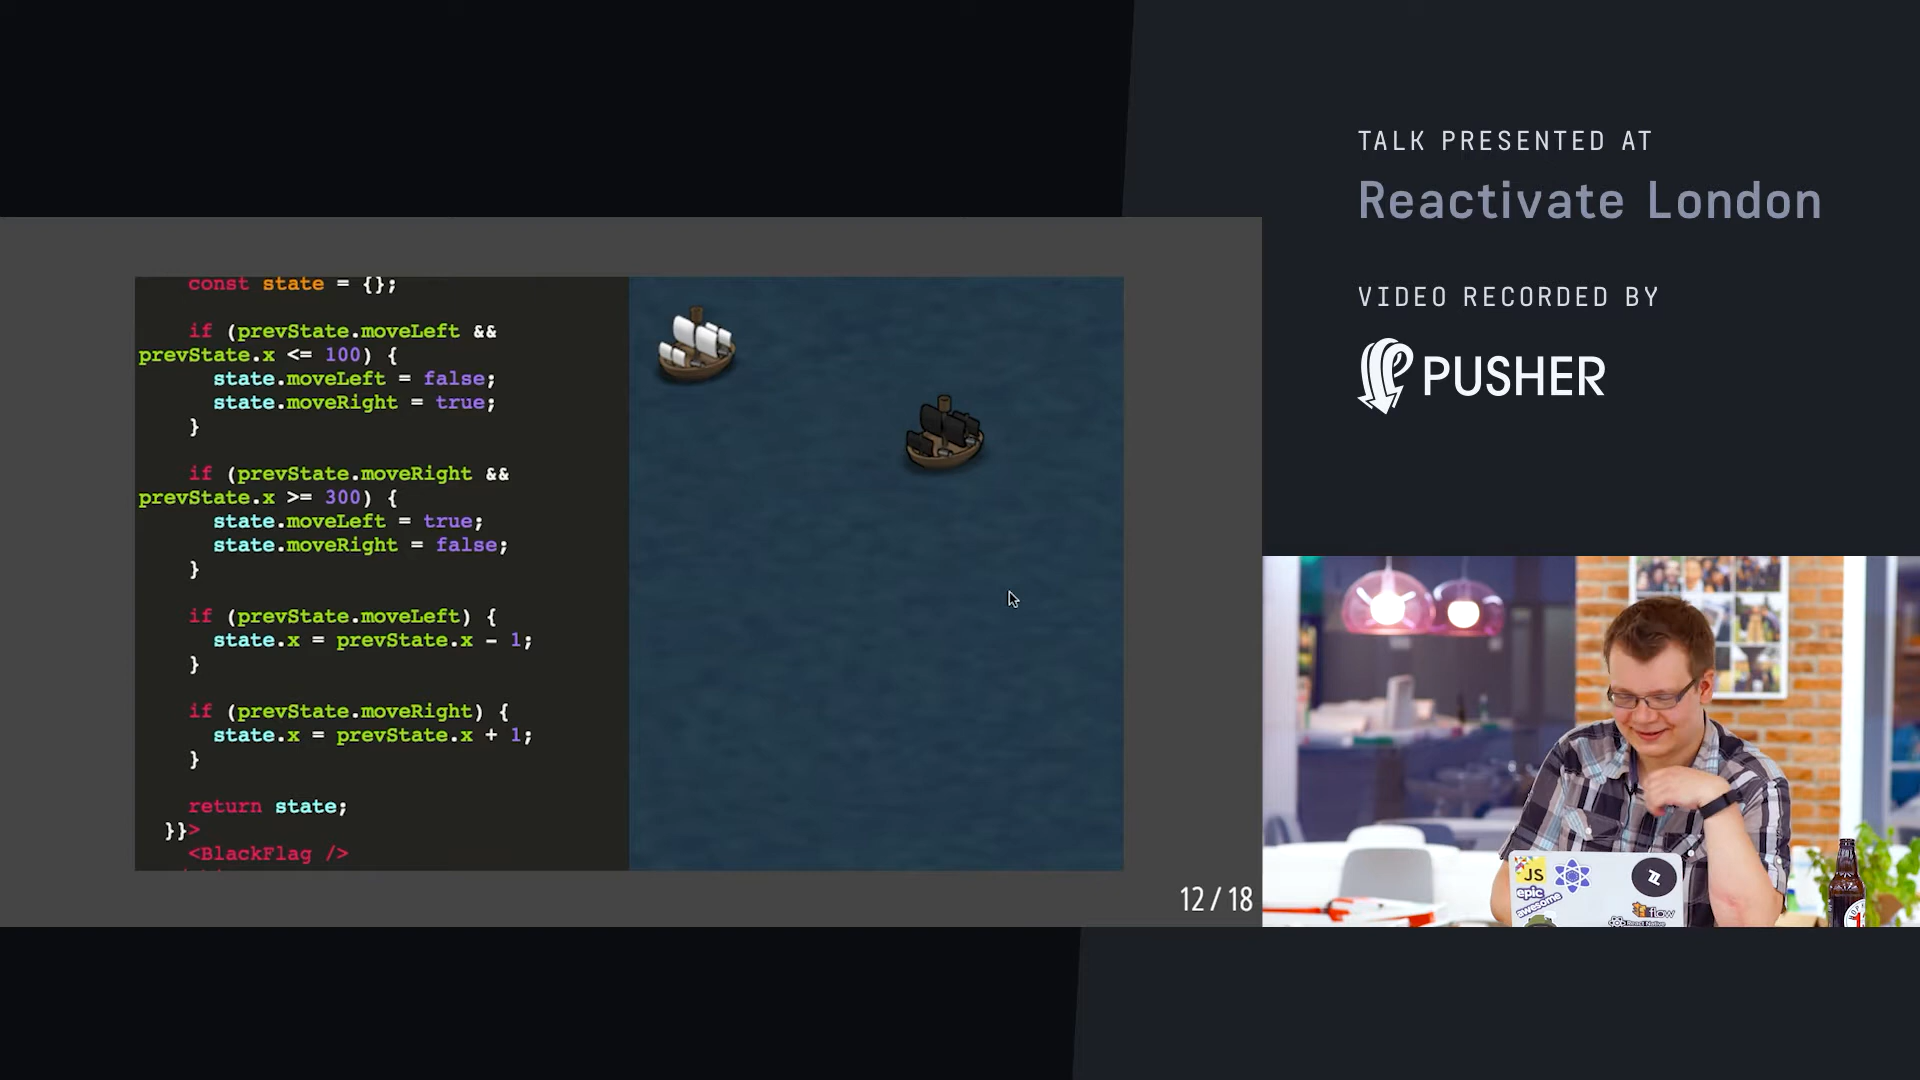 TALK PRESENTED AT
Reactivate London
VIDEO RECORDED BY
PUSHER
const state = {};
if (prevState.moveLeft &&
prevState.x <= 100) {
state.moveLeft = false;
state.moveRight = true;
}
if (prevState.moveRight &&
prevState.x >= 300) {
state.moveLeft = true;
state.moveRight = false;
}
if (prevState.moveLeft) {
state.x = prevState.x - 1;
}
if (prevState.moveRight) {
state.x = prevState.x + 1;
}
return state;
}}>
<BlackFlag />
12 / 18
JS
epic
awesome
flow
React Native